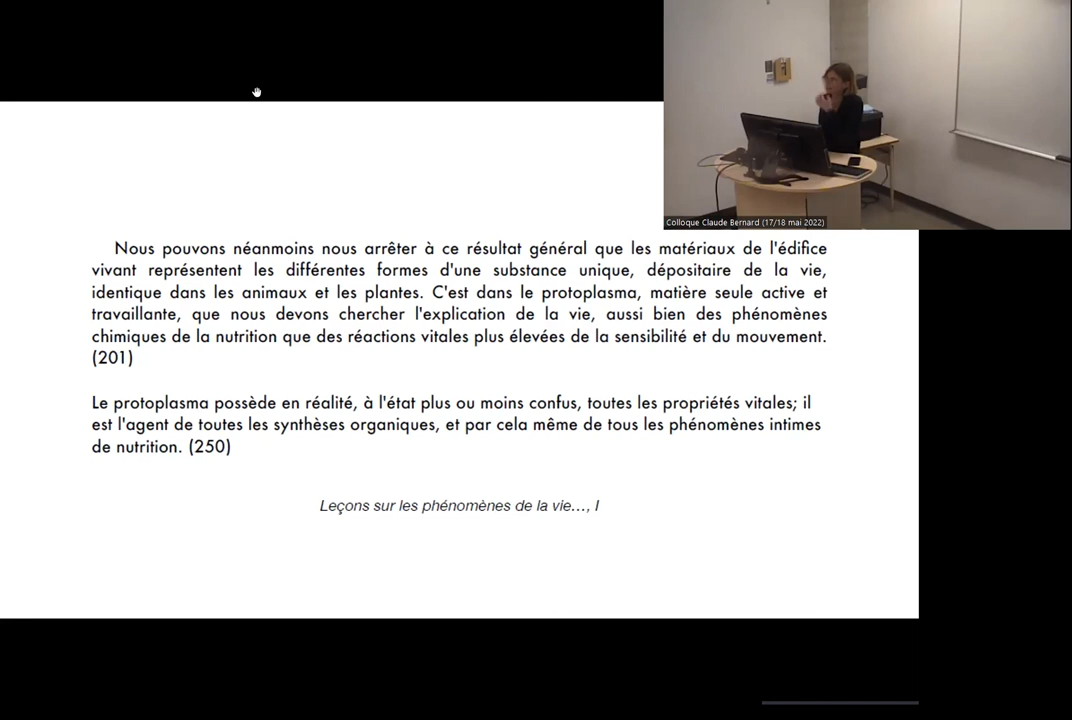 Colloque Claude Bernard (17/18 mai 2022)
Nous pouvons néanmoins nous arrêter à ce résultat général que les matériaux de l'édifice
vivant représentent les différentes formes d'une substance unique, dépositaire de la vie,
identique dans les animaux et les plantes. C'est dans le protoplasma, matière seule active et
travaillante, que nous devons chercher l'explication de la vie, aussi bien des phénomènes
chimiques de la nutrition que des réactions vitales plus élevées de la sensibilité et du mouvement.
(201)
Le protoplasma possède en réalité, à l'état plus ou moins confus, toutes les propriétés vitales; il
est l'agent de toutes les synthèses organiques, et par cela même de tous les phénomènes intimes
de nutrition. (250)
Leçons sur les phénomènes de la vie..., I